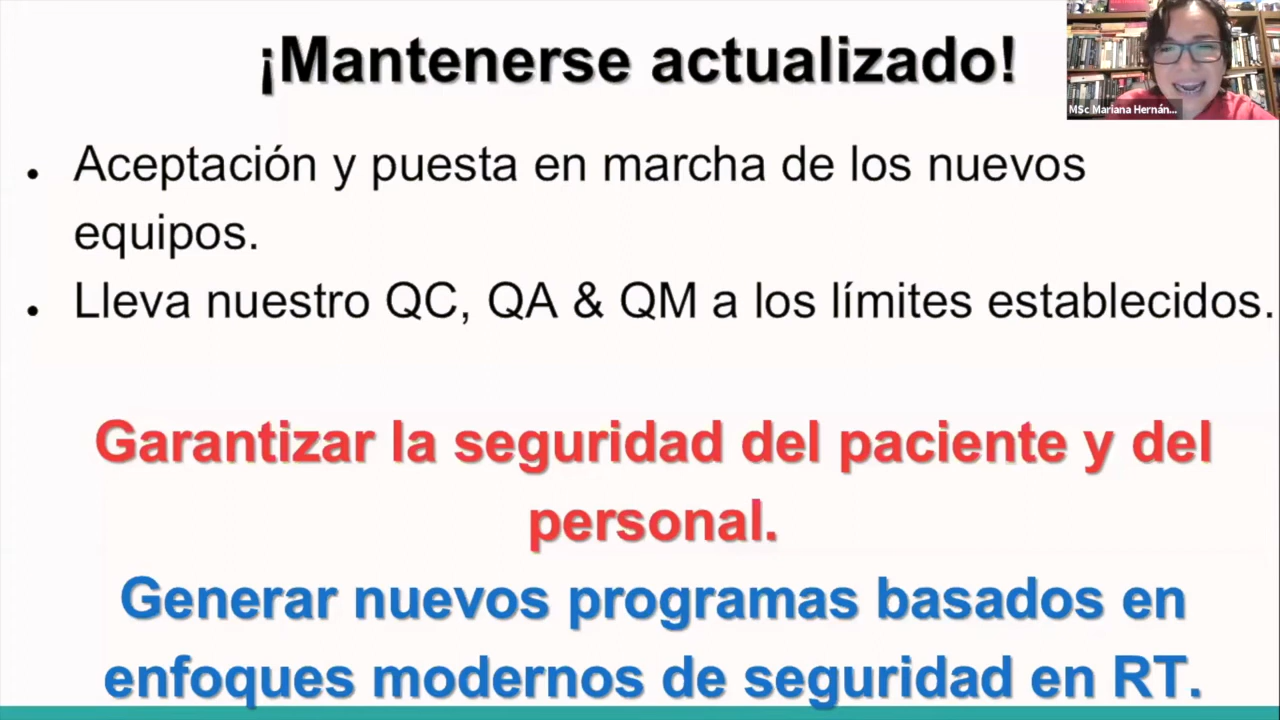 ¡Mantenerse actualizado!
MSc Mariana Hernán...
• Aceptación y puesta en marcha de los nuevos
equipos.
• Lleva nuestro QC, QA & QM a los límites establecidos.
Garantizar la seguridad del paciente y del
personal.
Generar nuevos programas basados en
enfoques modernos de seguridad en RT.